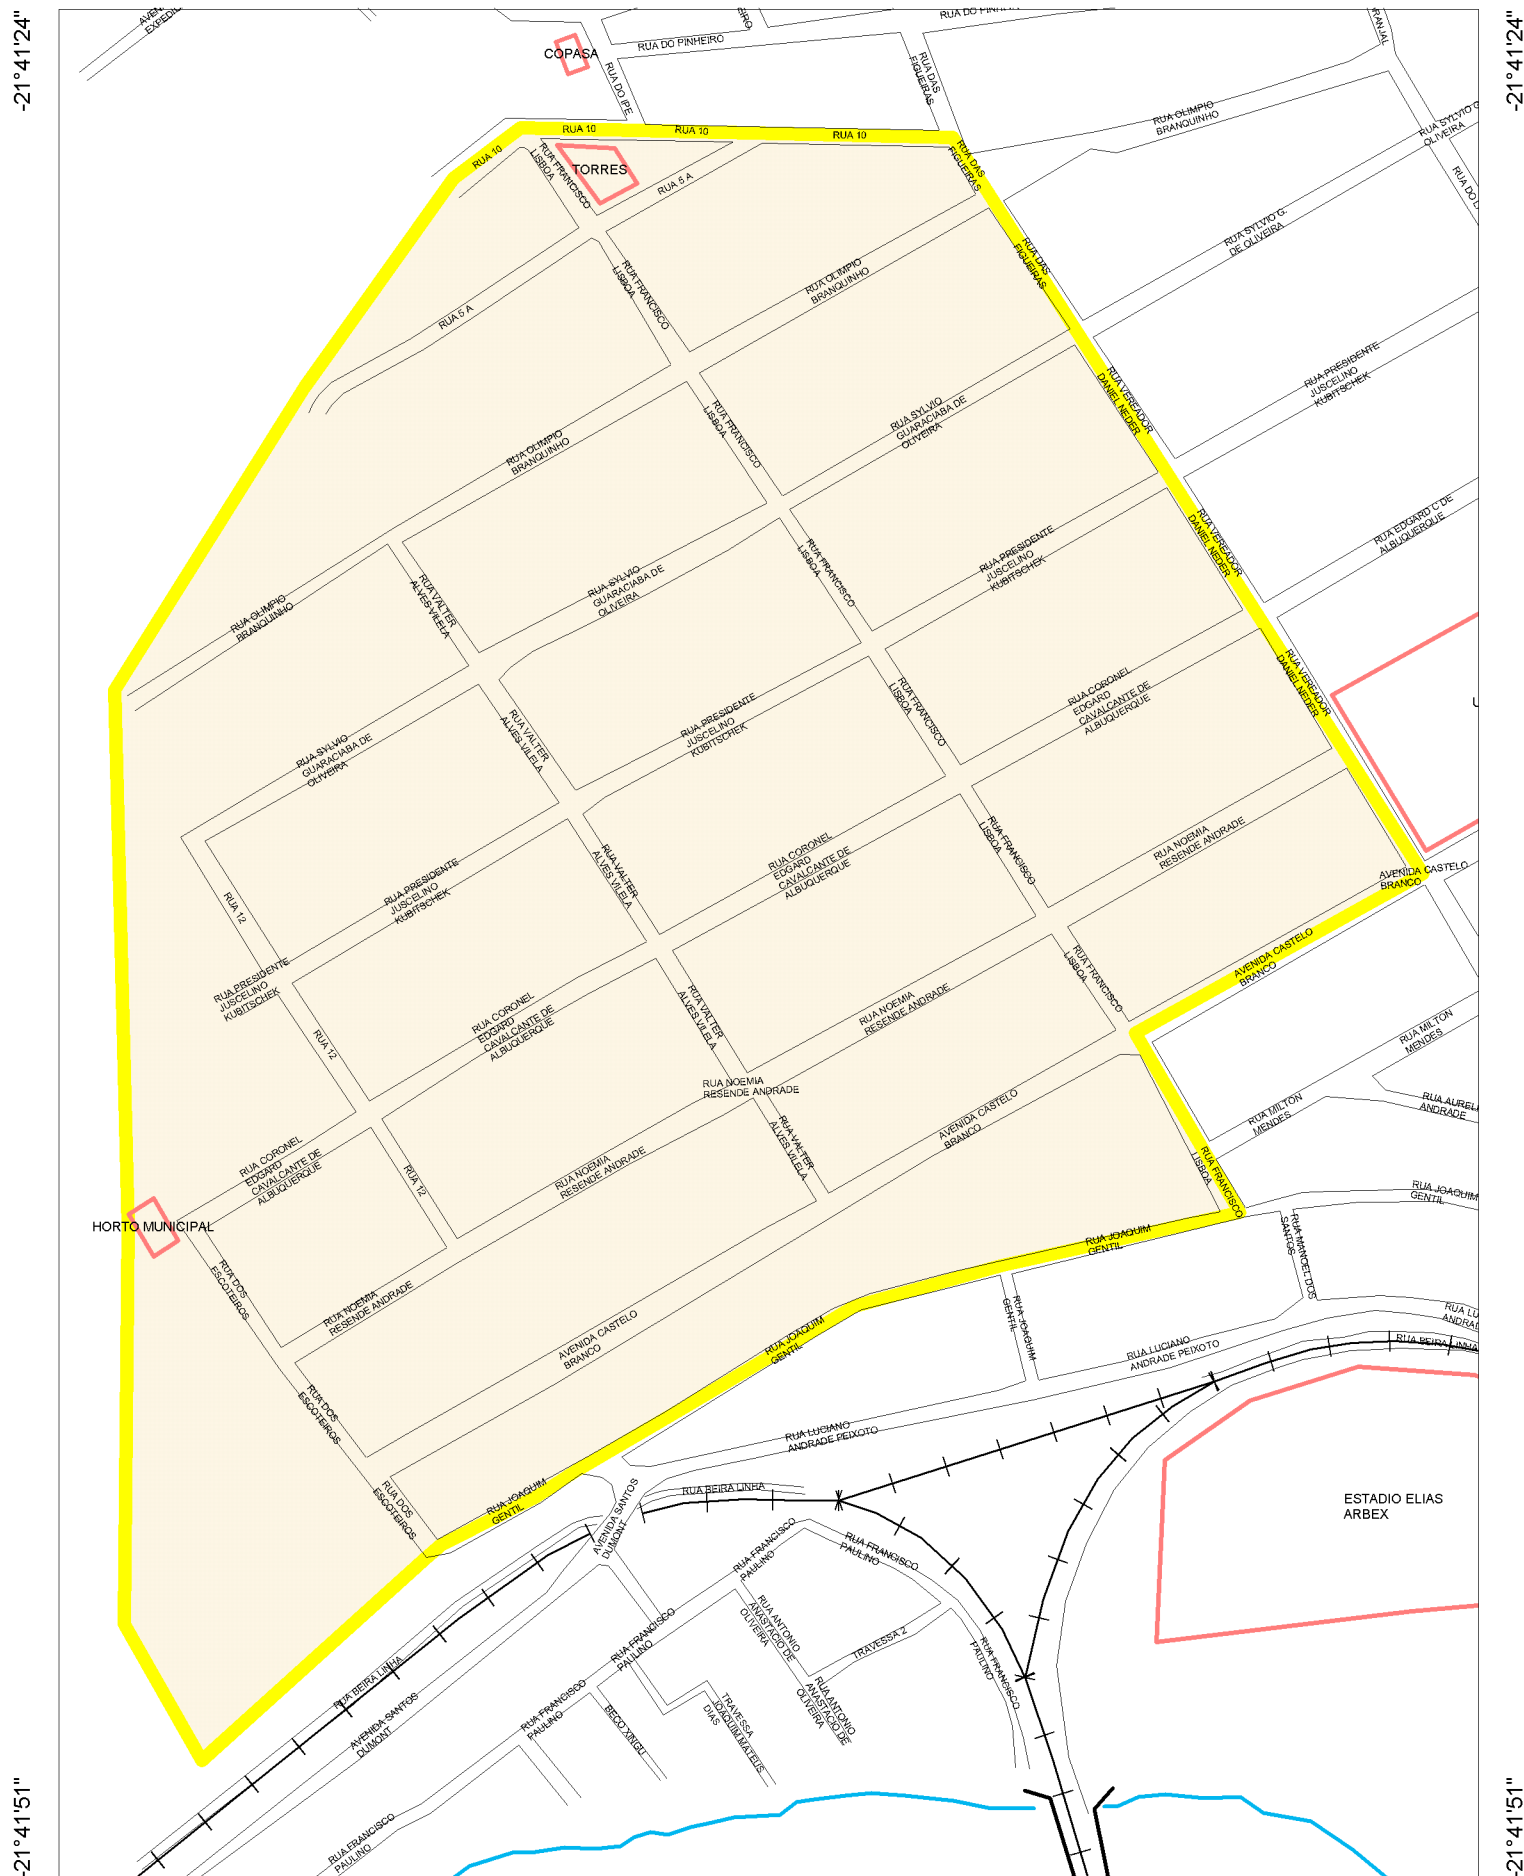 -21°41'24"
-21°41'24"
COPASA
RUA DO PINHEIRO
RUA DO IPE
RUA DAS
FIGUEIRAS
RUA OLIMPIO
BRANQUINHO
RUA SYLVIO G
OLIVEIRA
RUA 10
RUA 10
RUA 10
RUA 10
RUA FRANCISCO
LISBOA
TORRES
RUA 5 A
RUA DAS
FIGUEIRAS
RUA SYLVIO G.
DE OLIVEIRA
RUA DAS
FIGUEIRAS
RUA OLIMPIO
BRANQUINHO
RUA FRANCISCO
LISBOA
RUA 5 A
RUA PRESIDENTE
JUSCELINO
KUBITSCHEK
RUA VEREADOR
DANIEL NEDER
RUA SYLVIO
GUARACIABA DE
OLIVEIRA
RUA FRANCISCO
LISBOA
RUA OLIMPIO
BRANQUINHO
RUA EDGARD C DE
ALBUQUERQUE
RUA VEREADOR
DANIEL NEDER
RUA PRESIDENTE
JUSCELINO
KUBITSCHEK
RUA FRANCISCO
LISBOA
RUA SYLVIO
GUARACIABA DE
OLIVEIRA
RUA VALTER
ALVES VILELA
RUA OLIMPIO
BRANQUINHO
RUA VEREADOR
DANIEL NEDER
RUA CORONEL
EDGARD
CAVALCANTE DE
ALBUQUERQUE
RUA FRANCISCO
LISBOA
RUA PRESIDENTE
JUSCELINO
KUBITSCHEK
RUA VALTER
ALVES VILELA
RUA SYLVIO
GUARACIABA DE
OLIVEIRA
RUA NOEMIA
RESENDE ANDRADE
RUA FRANCISCO
LISBOA
RUA CORONEL
EDGARD
CAVALCANTE DE
ALBUQUERQUE
RUA VALTER
ALVES VILELA
RUA PRESIDENTE
JUSCELINO
KUBITSCHEK
RUA 12
AVENIDA CASTELO
BRANCO
AVENIDA CASTELO
BRANCO
RUA FRANCISCO
LISBOA
RUA NOEMIA
RESENDE ANDRADE
RUA VALTER
ALVES VILELA
RUA CORONEL
EDGARD
CAVALCANTE DE
ALBUQUERQUE
RUA PRESIDENTE
JUSCELINO
KUBITSCHEK
RUA 12
RUA MILTON
MENDES
RUA MILTON
MENDES
ANDRADE
RUA NOEMIA
RESENDE ANDRADE
AVENIDA CASTELO
BRANCO
RUA VALTER
ALVES VILELA
RUA NOEMIA
RESENDE ANDRADE
RUA 12
RUA CORONEL
EDGARD
CAVALCANTE DE
ALBUQUERQUE
RUA FRANCISCO
LISBOA
RUA JOAQUIM
GENTIL
HORTO MUNICIPAL
RUA JOAQUIM
GENTIL
RUA MANOEL DOS
SANTOS
RUA DOS
ESCOTEIROS
RUA NOEMIA
RESENDE ANDRADE
AVENIDA CASTELO
BRANCO
RUA JOAQUIM
GENTIL
RUA JOAQUIM
GENTIL
RUA LUCIANO
ANDRADE PEIXOTO
RUA BEIRA LINHA
RUA DOS
ESCOTEIROS
RUA LUCIANO
ANDRADE PEIXOTO
RUA BEIRA LINHA
RUA JOAQUIM
GENTIL
RUA DOS
ESCOTEIROS
AVENIDA SANTOS
DUMONT
ESTADIO ELIAS
ARBEX
RUA FRANCISCO
PAULINO
RUA FRANCISCO
PAULINO
RUA ANTONIO
ANASTACIO DE
OLIVEIRA
TRAVESSA 2
RUA FRANCISCO
PAULINO
RUA FRANCISCO
PAULINO
RUA BEIRA LINHA
AVENIDA SANTOS
DUMONT
RUA FRANCISCO
PAULINO
BECO XINGU
TRAVESSA
JOAQUIM MATEUS
DIAS
RUA ANTONIO
ANASTACIO DE
OLIVEIRA
RUA FRANCISCO
PAULINO
-21°41'51"
-21°41'51"